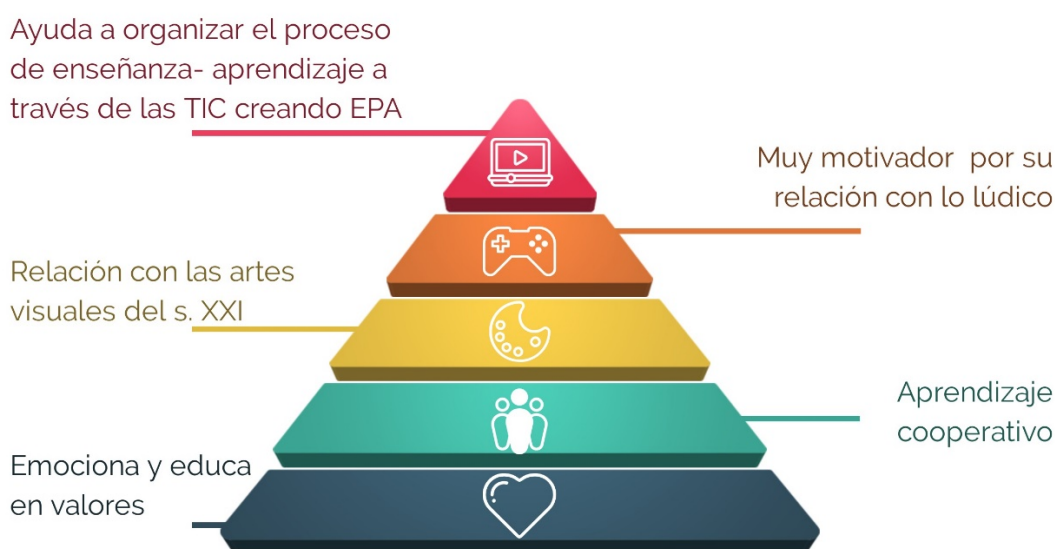 Ayuda a organizar el proceso
de enseñanza- aprendizaje a
través de las TIC creando EPA
Muy motivador por su
relación con lo lúdico
Relación con las artes
visuales del s. XXI
Aprendizaje
cooperativo
Emociona y educa
en valores